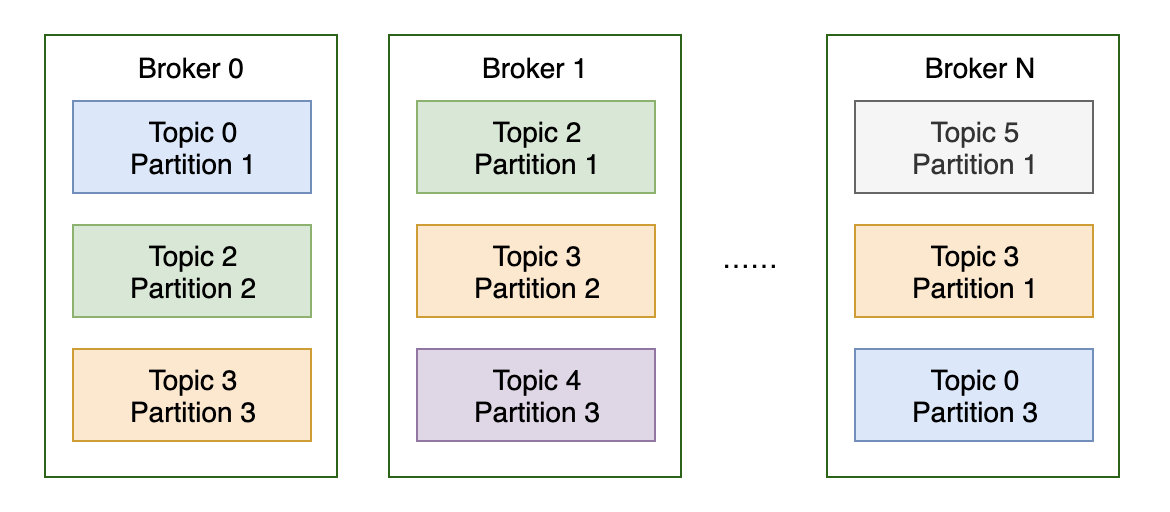 Broker 0
Topic 0
Partition 1
Topic 2
Partition 2
Topic 3
Partition 3
Broker 1
Topic 2
Partition 1
Topic 3
Partition 2
Topic 4
Partition 3
......
Broker N
Topic 5
Partition 1
Topic 3
Partition 1
Topic 0
Partition 3